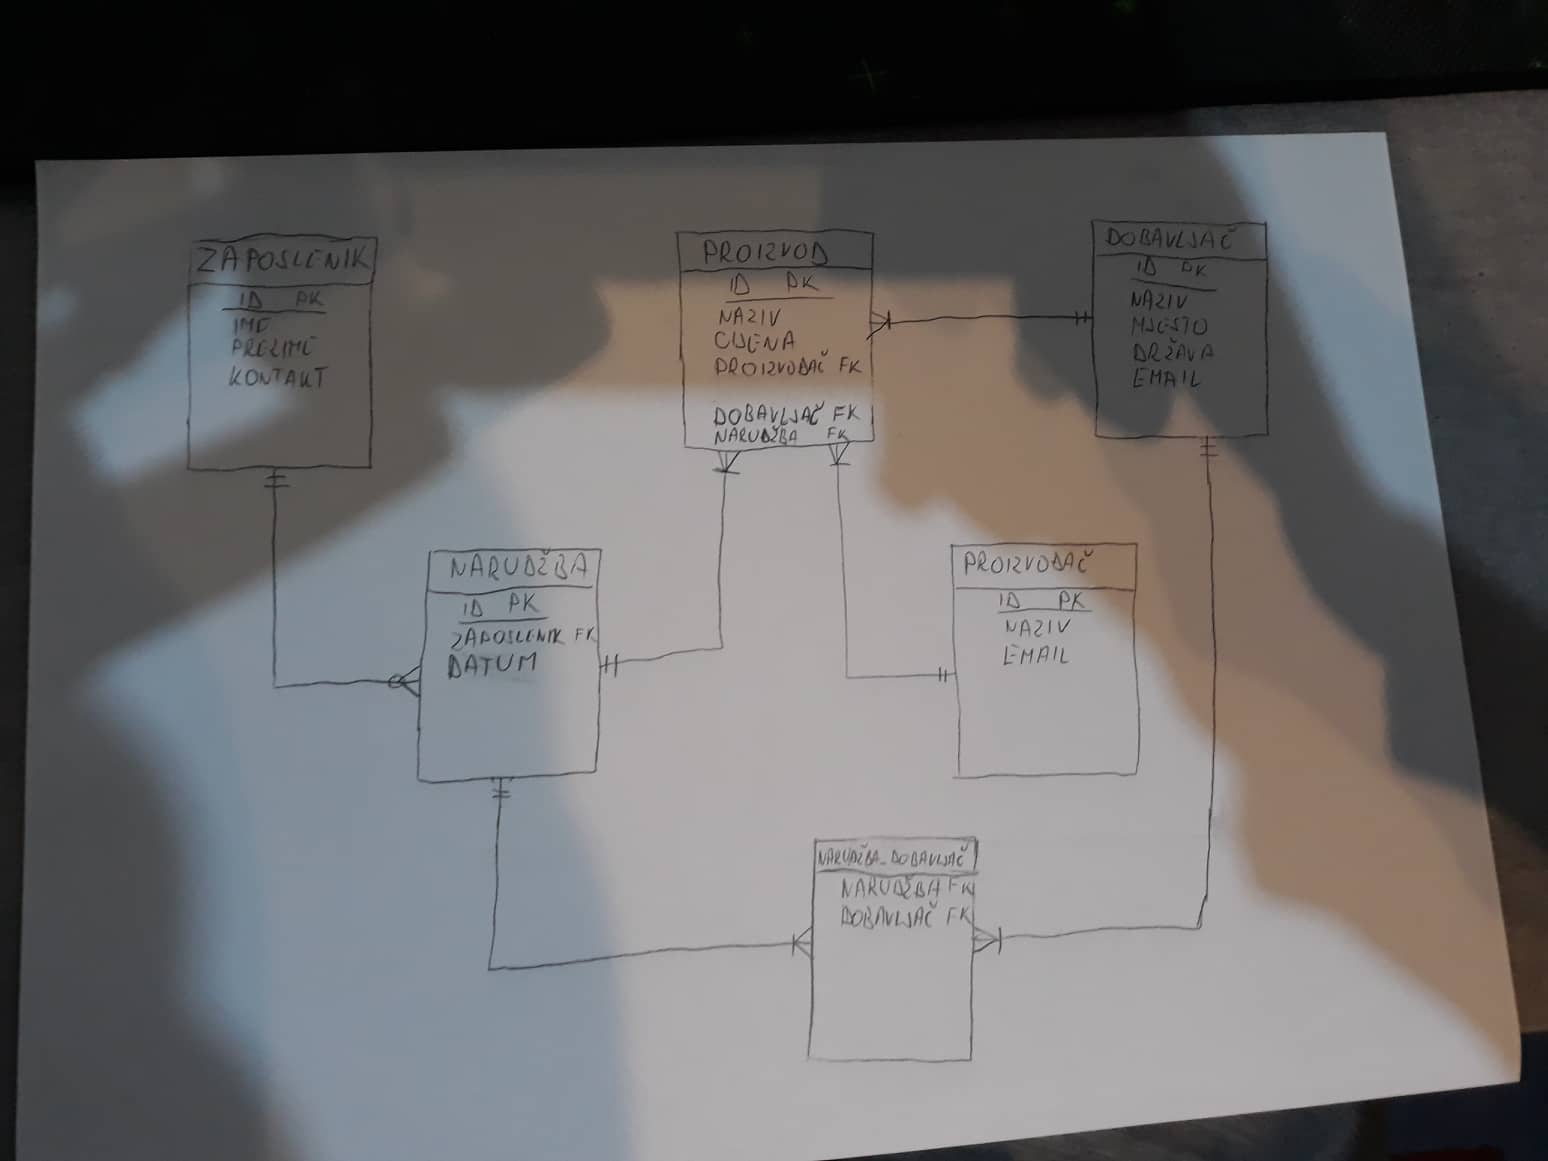 ZAPOSLENIK
ID PK
IME
PREZIME
KONTAKT
PROIZVOD
ID PK
NAZIV
CIJENA
PROIZVOĐAČ FK
DOBAVLJAČ FK
NARUDŽBA FK
DOBAVLJAČ
ID PK
NAZIV
MJESTO
DRŽAVA
EMAIL
NARUDŽBA
ID PK
ZAPOSLENIK FK
DATUM
PROIZVOĐAČ
ID PK
NAZIV
EMAIL
NARUDŽBA_DOBAVLJAČ
NARUDŽBA FK
DOBAVLJAČ FK